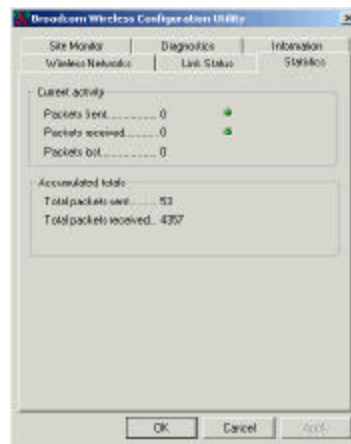 Broadcom Wireless Configuration Utility
Site Monitor Diagnostics Information
Wireless Networks Link Status Statistics
Current activity
Packets Sent 0
Packets received 0
Packets lost 0
Accumulated totals
Total packets sent 53
Total packets received 4357
OK Cancel Apply